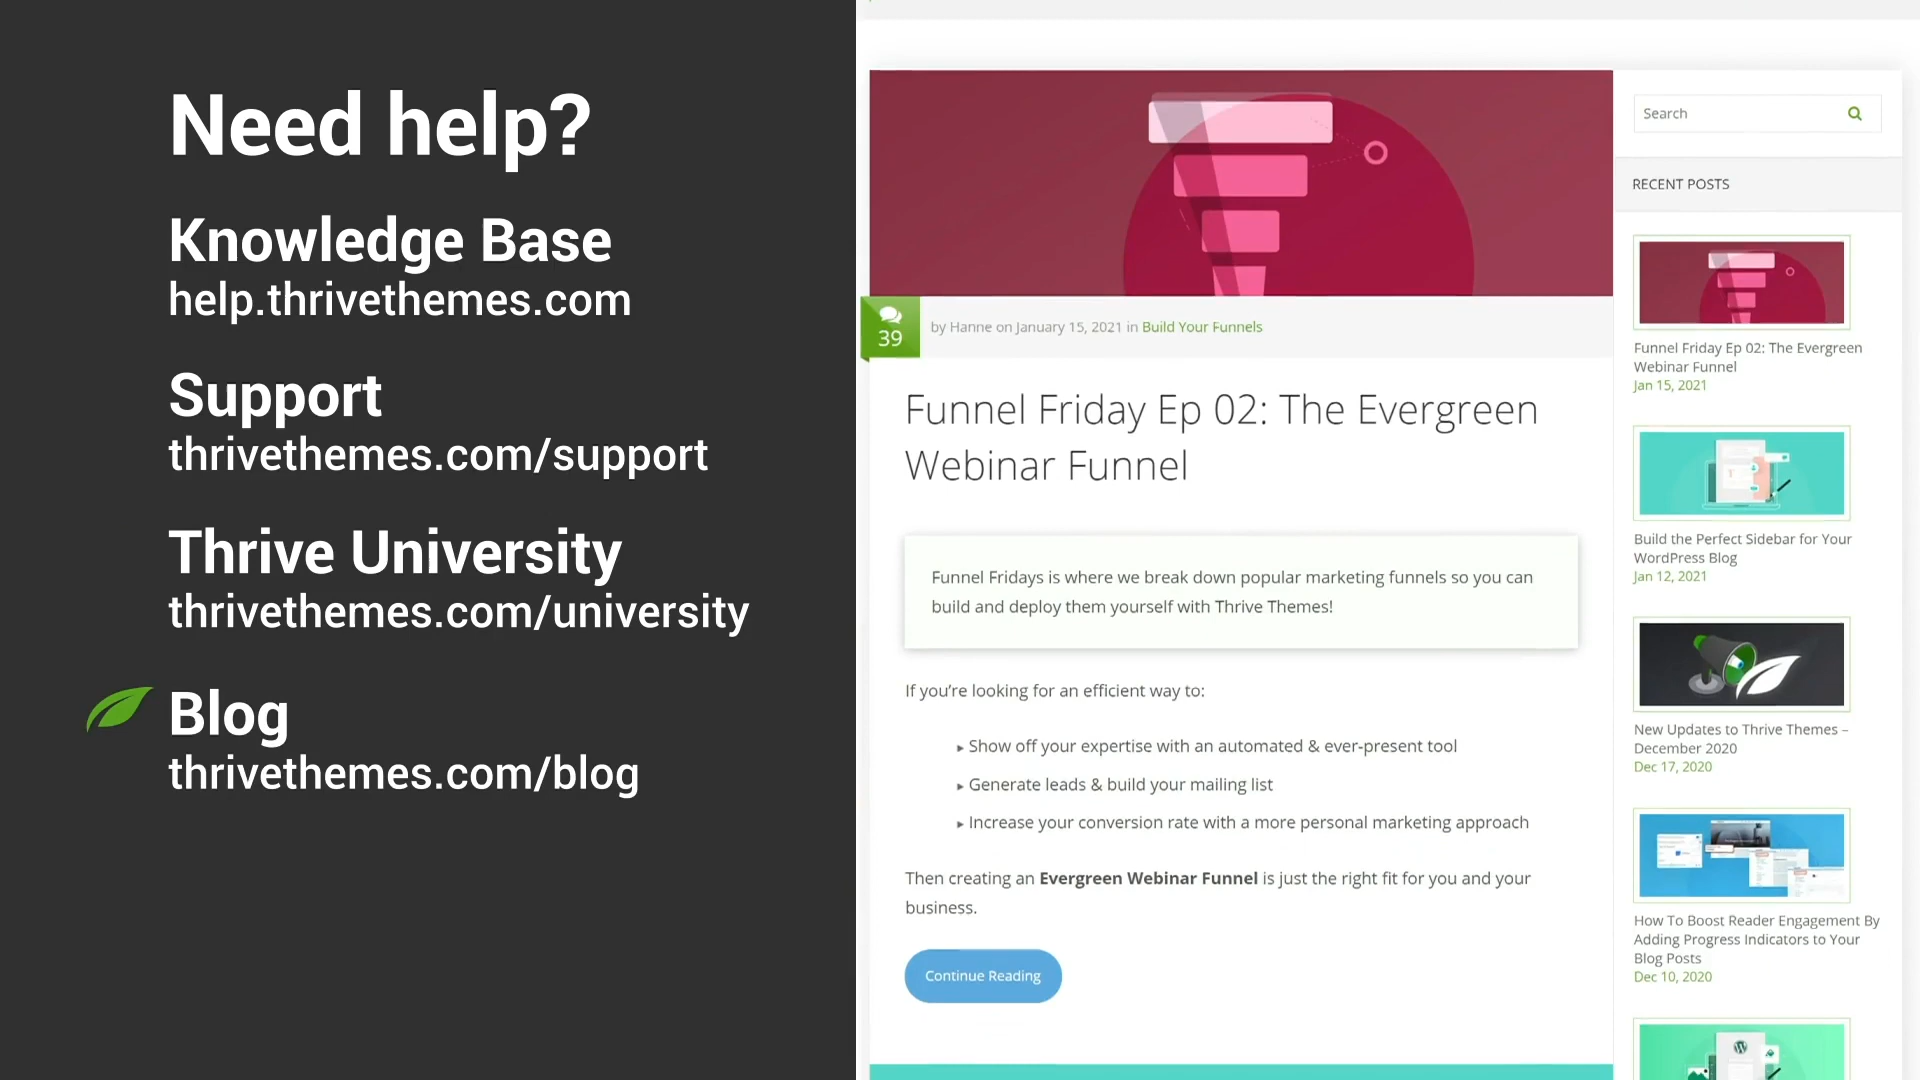 Need help?
Knowledge Base
help.thrivethemes.com
Support
thrivethemes.com/support
Thrive University
thrivethemes.com/university
Blog
thrivethemes.com/blog
39
by Hanne on January 15, 2021 in Build Your Funnels
Funnel Friday Ep 02: The Evergreen
Webinar Funnel
Funnel Fridays is where we break down popular marketing funnels so you can
build and deploy them yourself with Thrive Themes!
If you’re looking for an efficient way to:
Show off your expertise with an automated & ever-present tool
Generate leads & build your mailing list
Increase your conversion rate with a more personal marketing approach
Then creating an Evergreen Webinar Funnel is just the right fit for you and your
business.
Continue Reading
Search
RECENT POSTS
Funnel Friday Ep 02: The Evergreen
Webinar Funnel
Jan 15, 2021
Build the Perfect Sidebar for Your
WordPress Blog
Jan 12, 2021
New Updates to Thrive Themes –
December 2020
Dec 17, 2020
How To Boost Reader Engagement By
Adding Progress Indicators to Your
Blog Posts
Dec 10, 2020